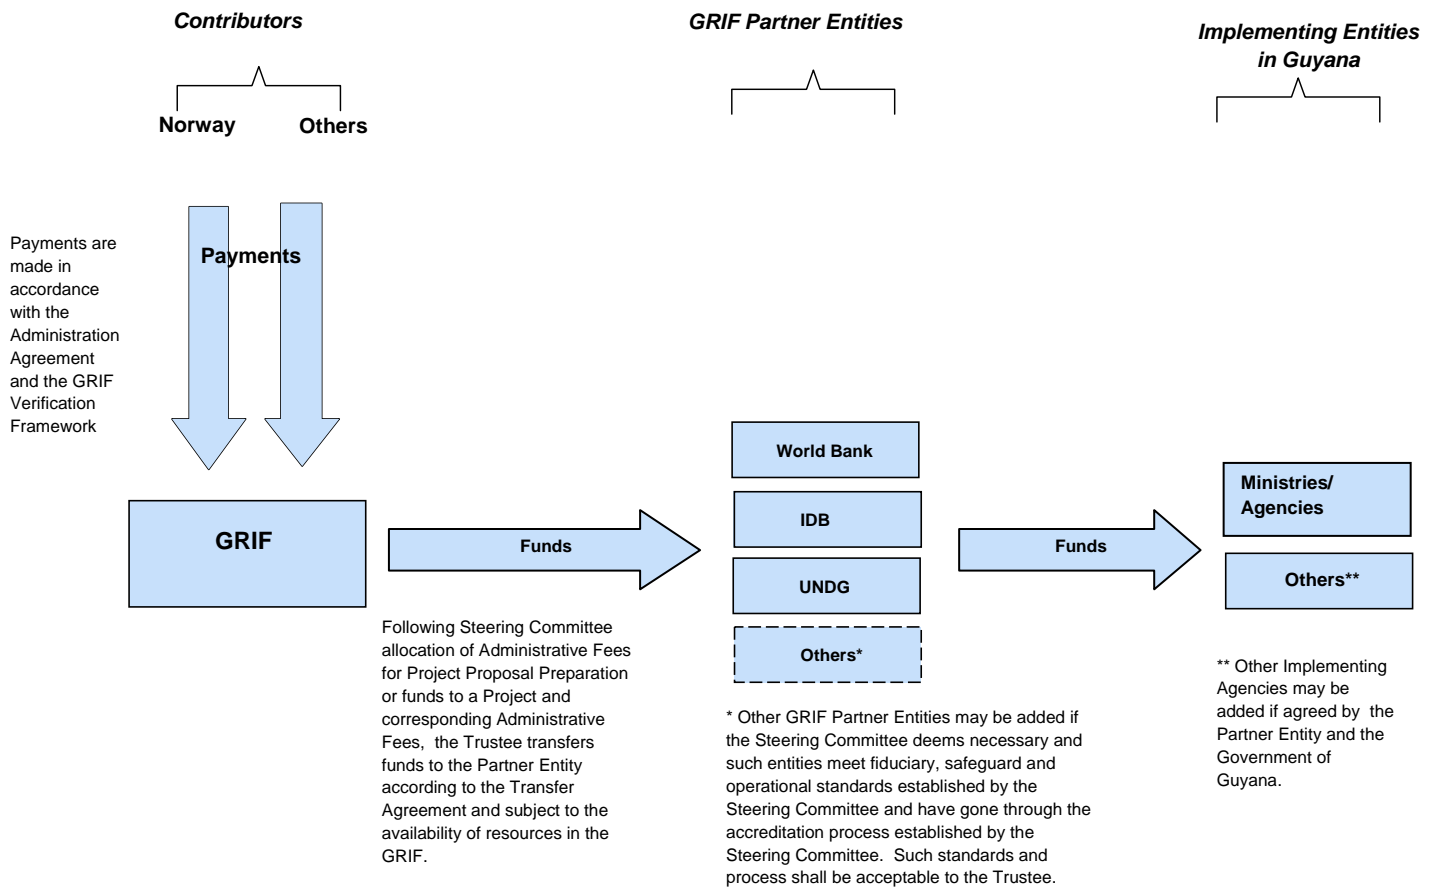 Contributors
GRIF Partner Entities
Implementing Entities
in Guyana
Norway
Others
Payments are
made in
accordance
with the
Administration
Agreement
and the GRIF
Verification
Framework
Payments
GRIF
Funds
Following Steering Committee
allocation of Administrative Fees
for Project Proposal Preparation
or funds to a Project and
corresponding Administrative
Fees,  the Trustee transfers
funds to the Partner Entity
according to the Transfer
Agreement and subject to the
availability of resources in the
GRIF.
World Bank
IDB
UNDG
Others*
* Other GRIF Partner Entities may be added if
the Steering Committee deems necessary and
such entities meet fiduciary, safeguard and
operational standards established by the
Steering Committee and have gone through the
accreditation process established by the
Steering Committee.  Such standards and
process shall be acceptable to the Trustee.
Funds
Ministries/
Agencies
Others**
** Other Implementing
Agencies may be
added if agreed by  the
Partner Entity and the
Government of
Guyana.